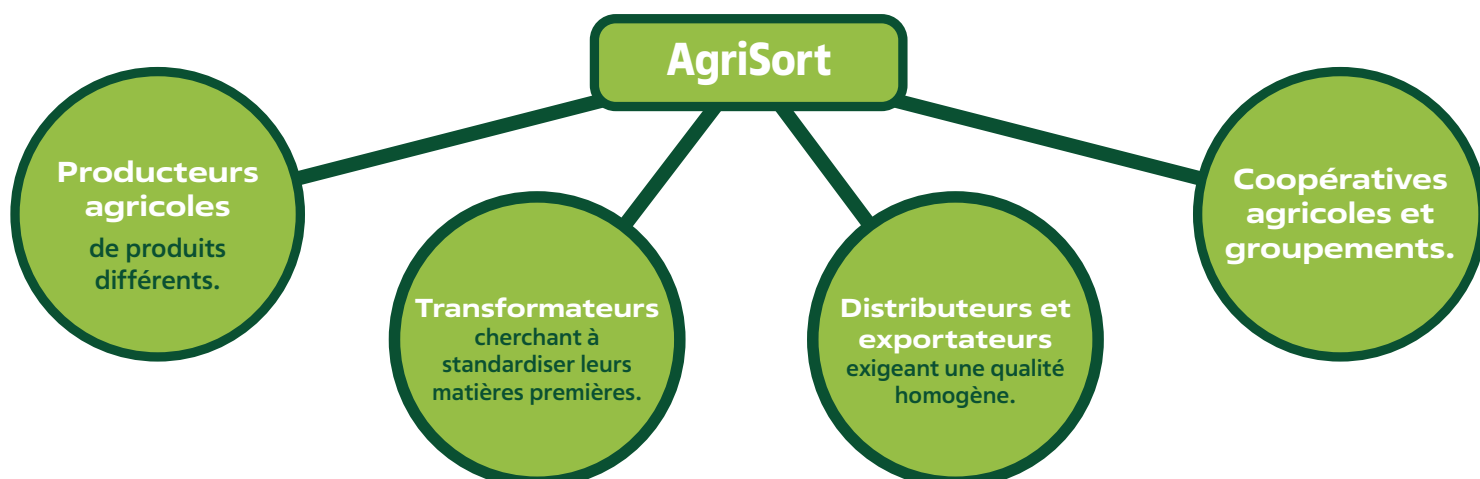 AgriSort
Producteurs
agricoles
de produits
différents.
Transformateurs
cherchant à
standardiser leurs
matières premières.
Distributeurs et
exportateurs
exigeant une qualité
homogène.
Coopératives
agricoles et
groupements.